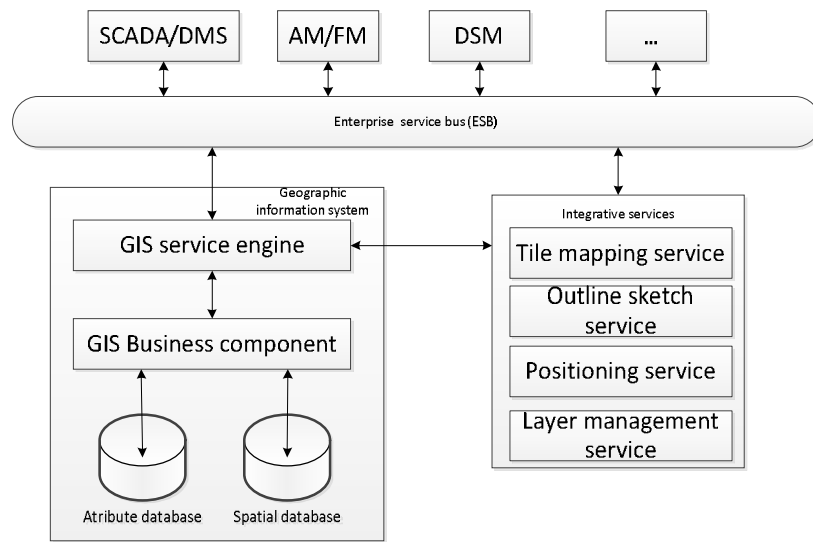 SCADA/DMS
AM/FM
DSM
...
Enterprise service bus(ESB)
Geographic
information system
GIS service engine
GIS Business component
Atribute database
Spatial database
Integrative services
Tile mapping service
Outline sketch
service
Positioning service
Layer management
service